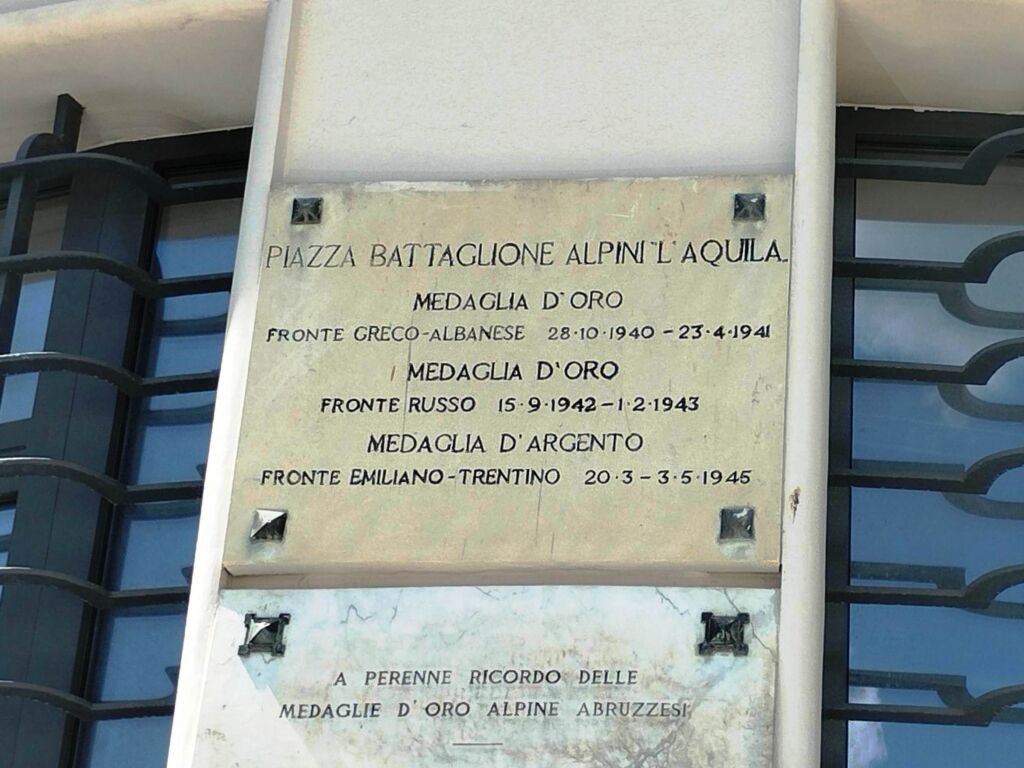 PIAZZA BATTAGLIONE ALPINI "L'AQUILA"
MEDAGLIA D'ORO
FRONTE GRECO-ALBANESE 28·10·1940 - 23·4·1941
MEDAGLIA D'ORO
FRONTE RUSSO 15·9·1942 - 1·2·1943
MEDAGLIA D'ARGENTO
FRONTE EMILIANO-TRENTINO 20·3 - 3·5·1945
A PERENNE RICORDO DELLE
MEDAGLIE D'ORO ALPINE ABRUZZESI